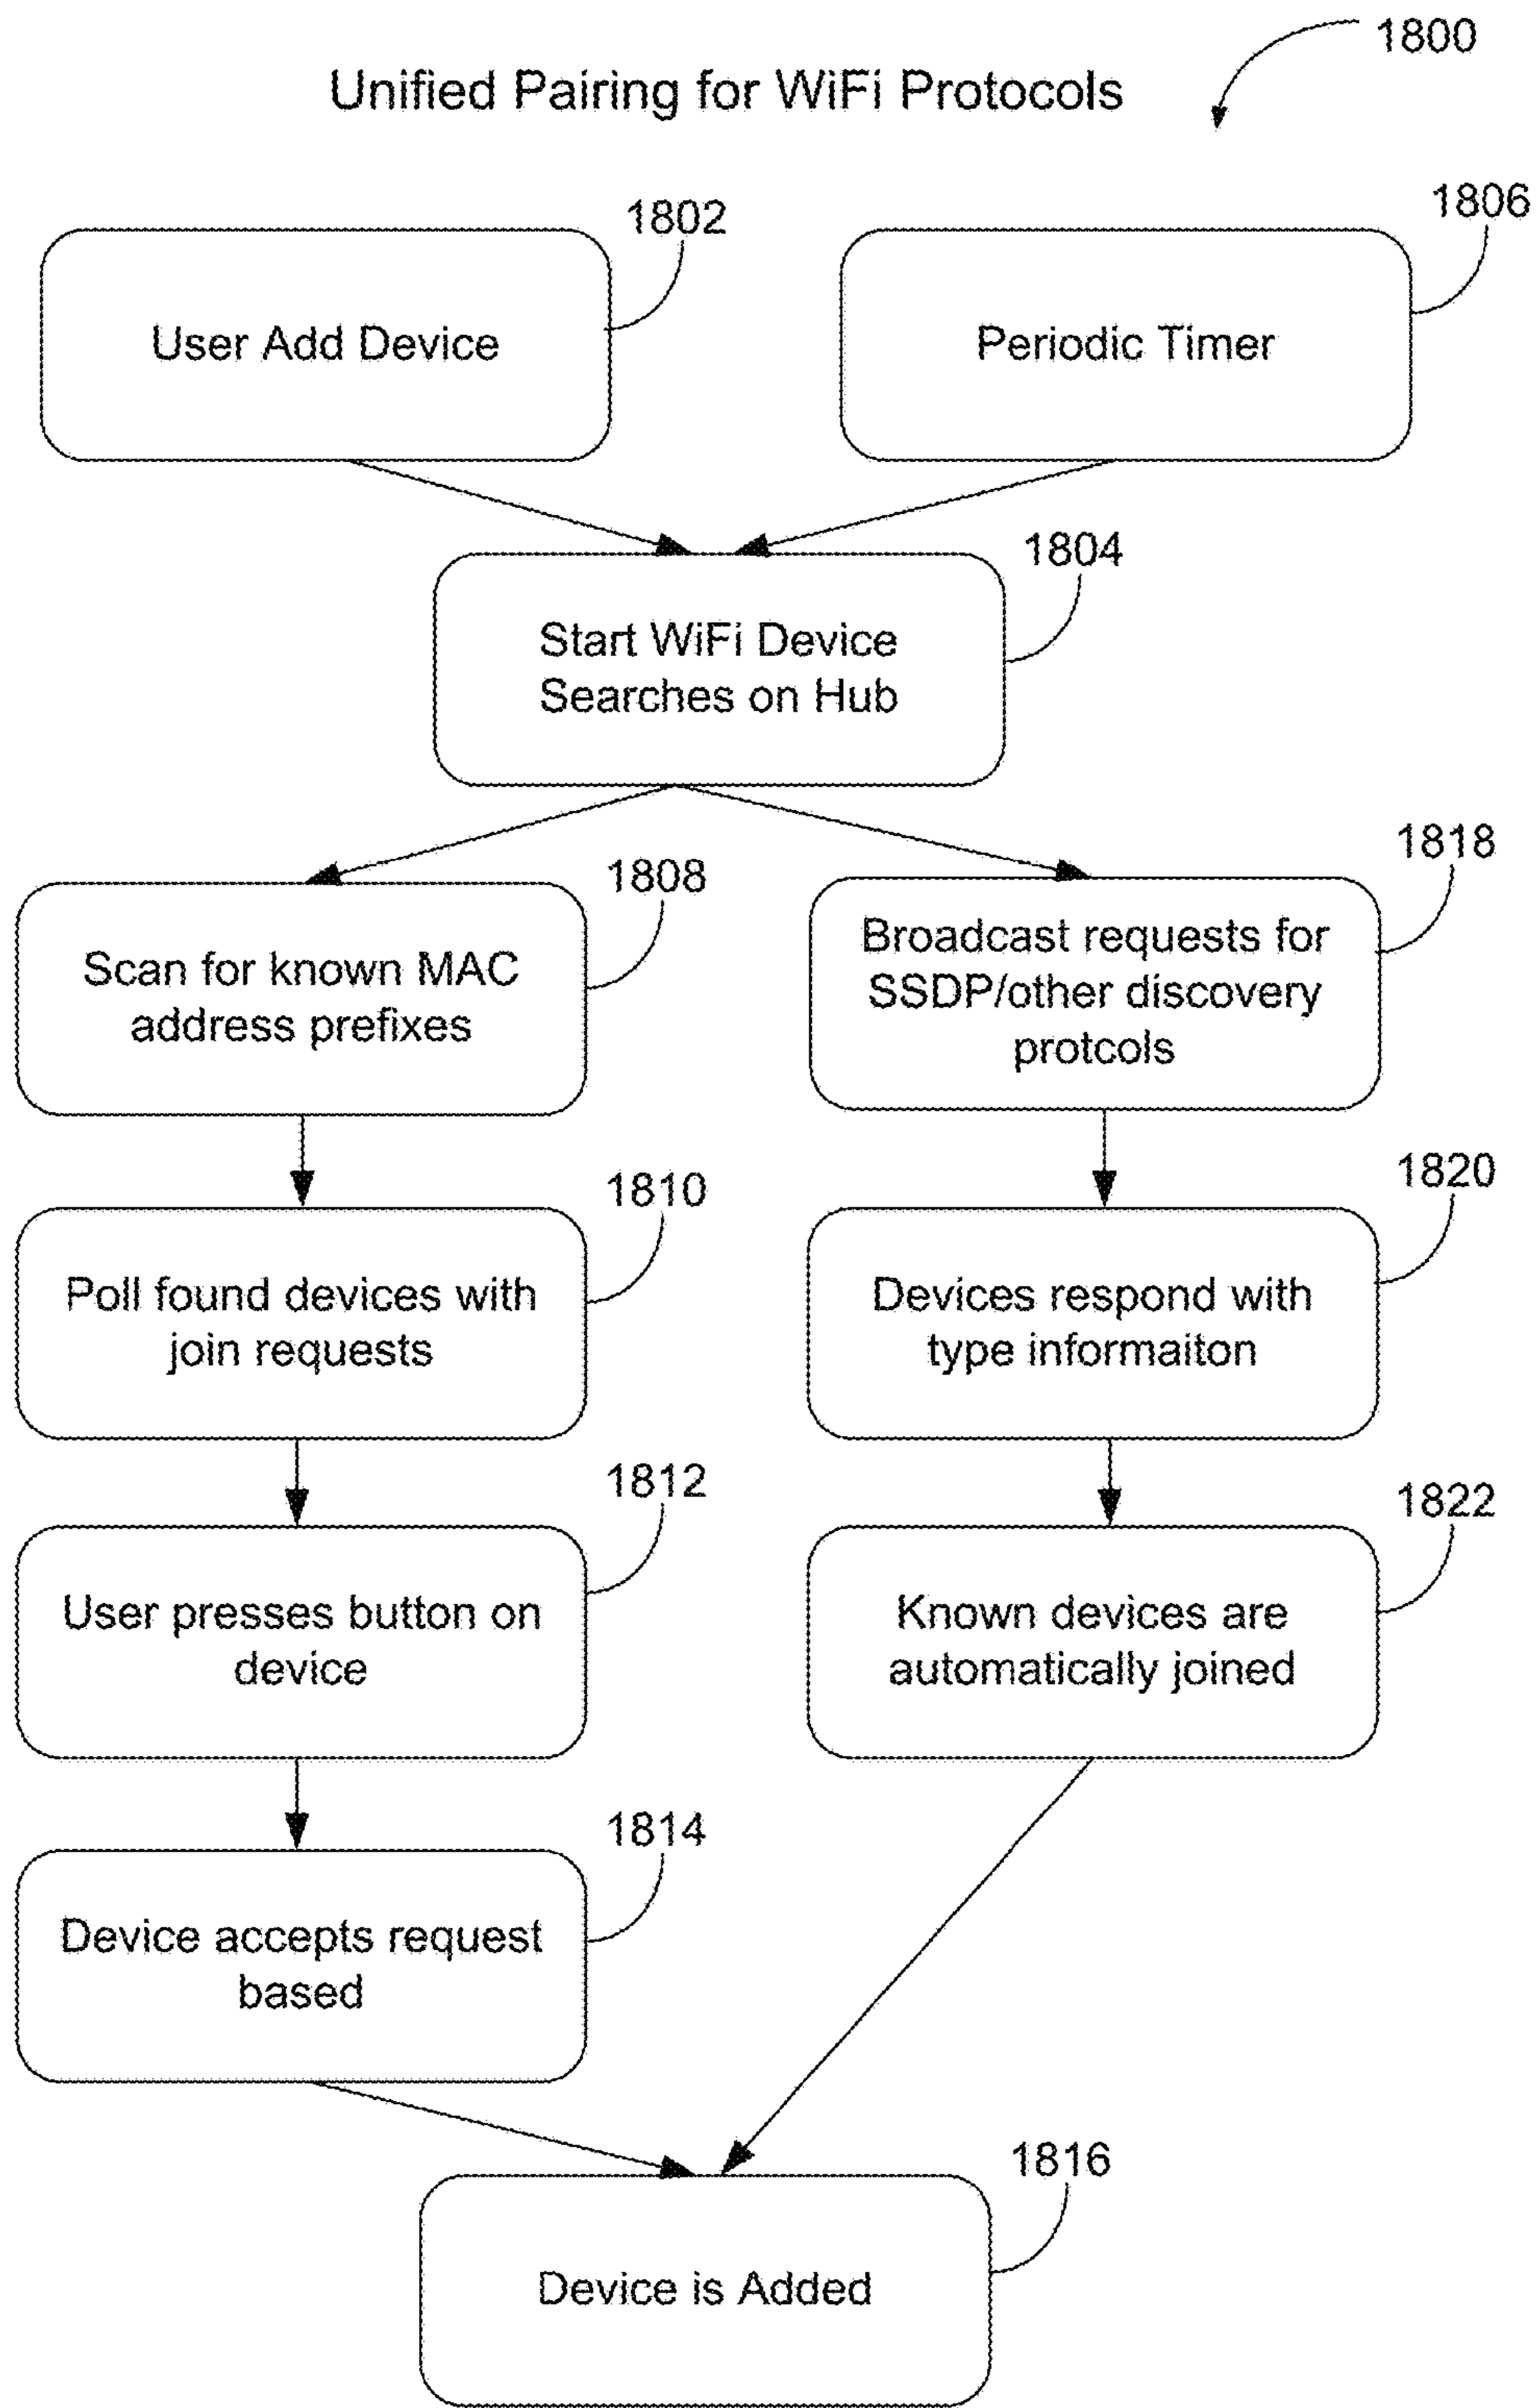 1800
Unified Pairing for WiFi Protocols
1802
1806
User Add Device
Periodic Timer
1804
Start WiFi Device
Searches on Hub
1808
1818
Scan for known MAC
address prefixes
Broadcast requests for
SSDP/other discovery
protcols
1810
1820
Poll found devices with
join requests
Devices respond with
type informaiton
1812
1822
User presses button on
device
Known devices are
automatically joined
1814
Device accepts request
based
1816
Device is Added